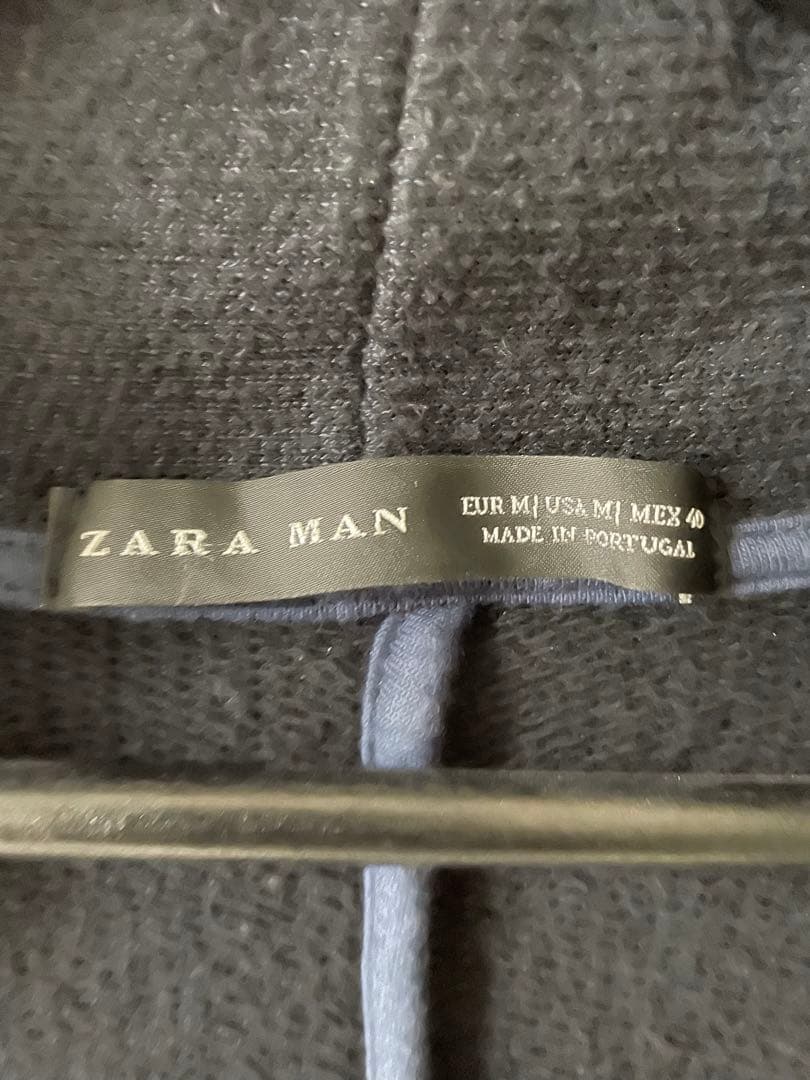 ZARA MAN
EUR M| USA M| MEX 40
MADE IN PORTUGAL